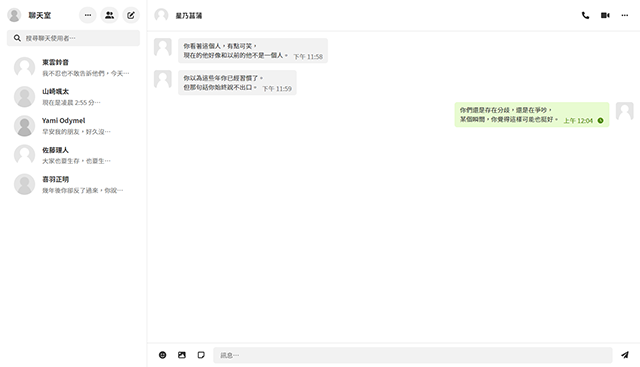 聊天室
搜尋聊天使用者…
東雲鈴音
我不忍也不敢告訴他們，今天…
山崎颯太
現在是凌晨 2:55 分…
Yami Odymel
早安我的朋友，好久沒…
佐藤理人
大家也要生存，也要生…
喜羽正明
幾年後你卻反了過來，你說…
星乃菖蒲
你看著這個人，有點可笑，
現在的他好像和以前的他不是一個人。 下午 11:58
你以為這些年你已經習慣了。
但那句話你始終說不出口。 下午 11:59
你們還是存在分歧，還是在爭吵，
某個瞬間，你覺得這樣可能也挺好。 上午 12:04
訊息…